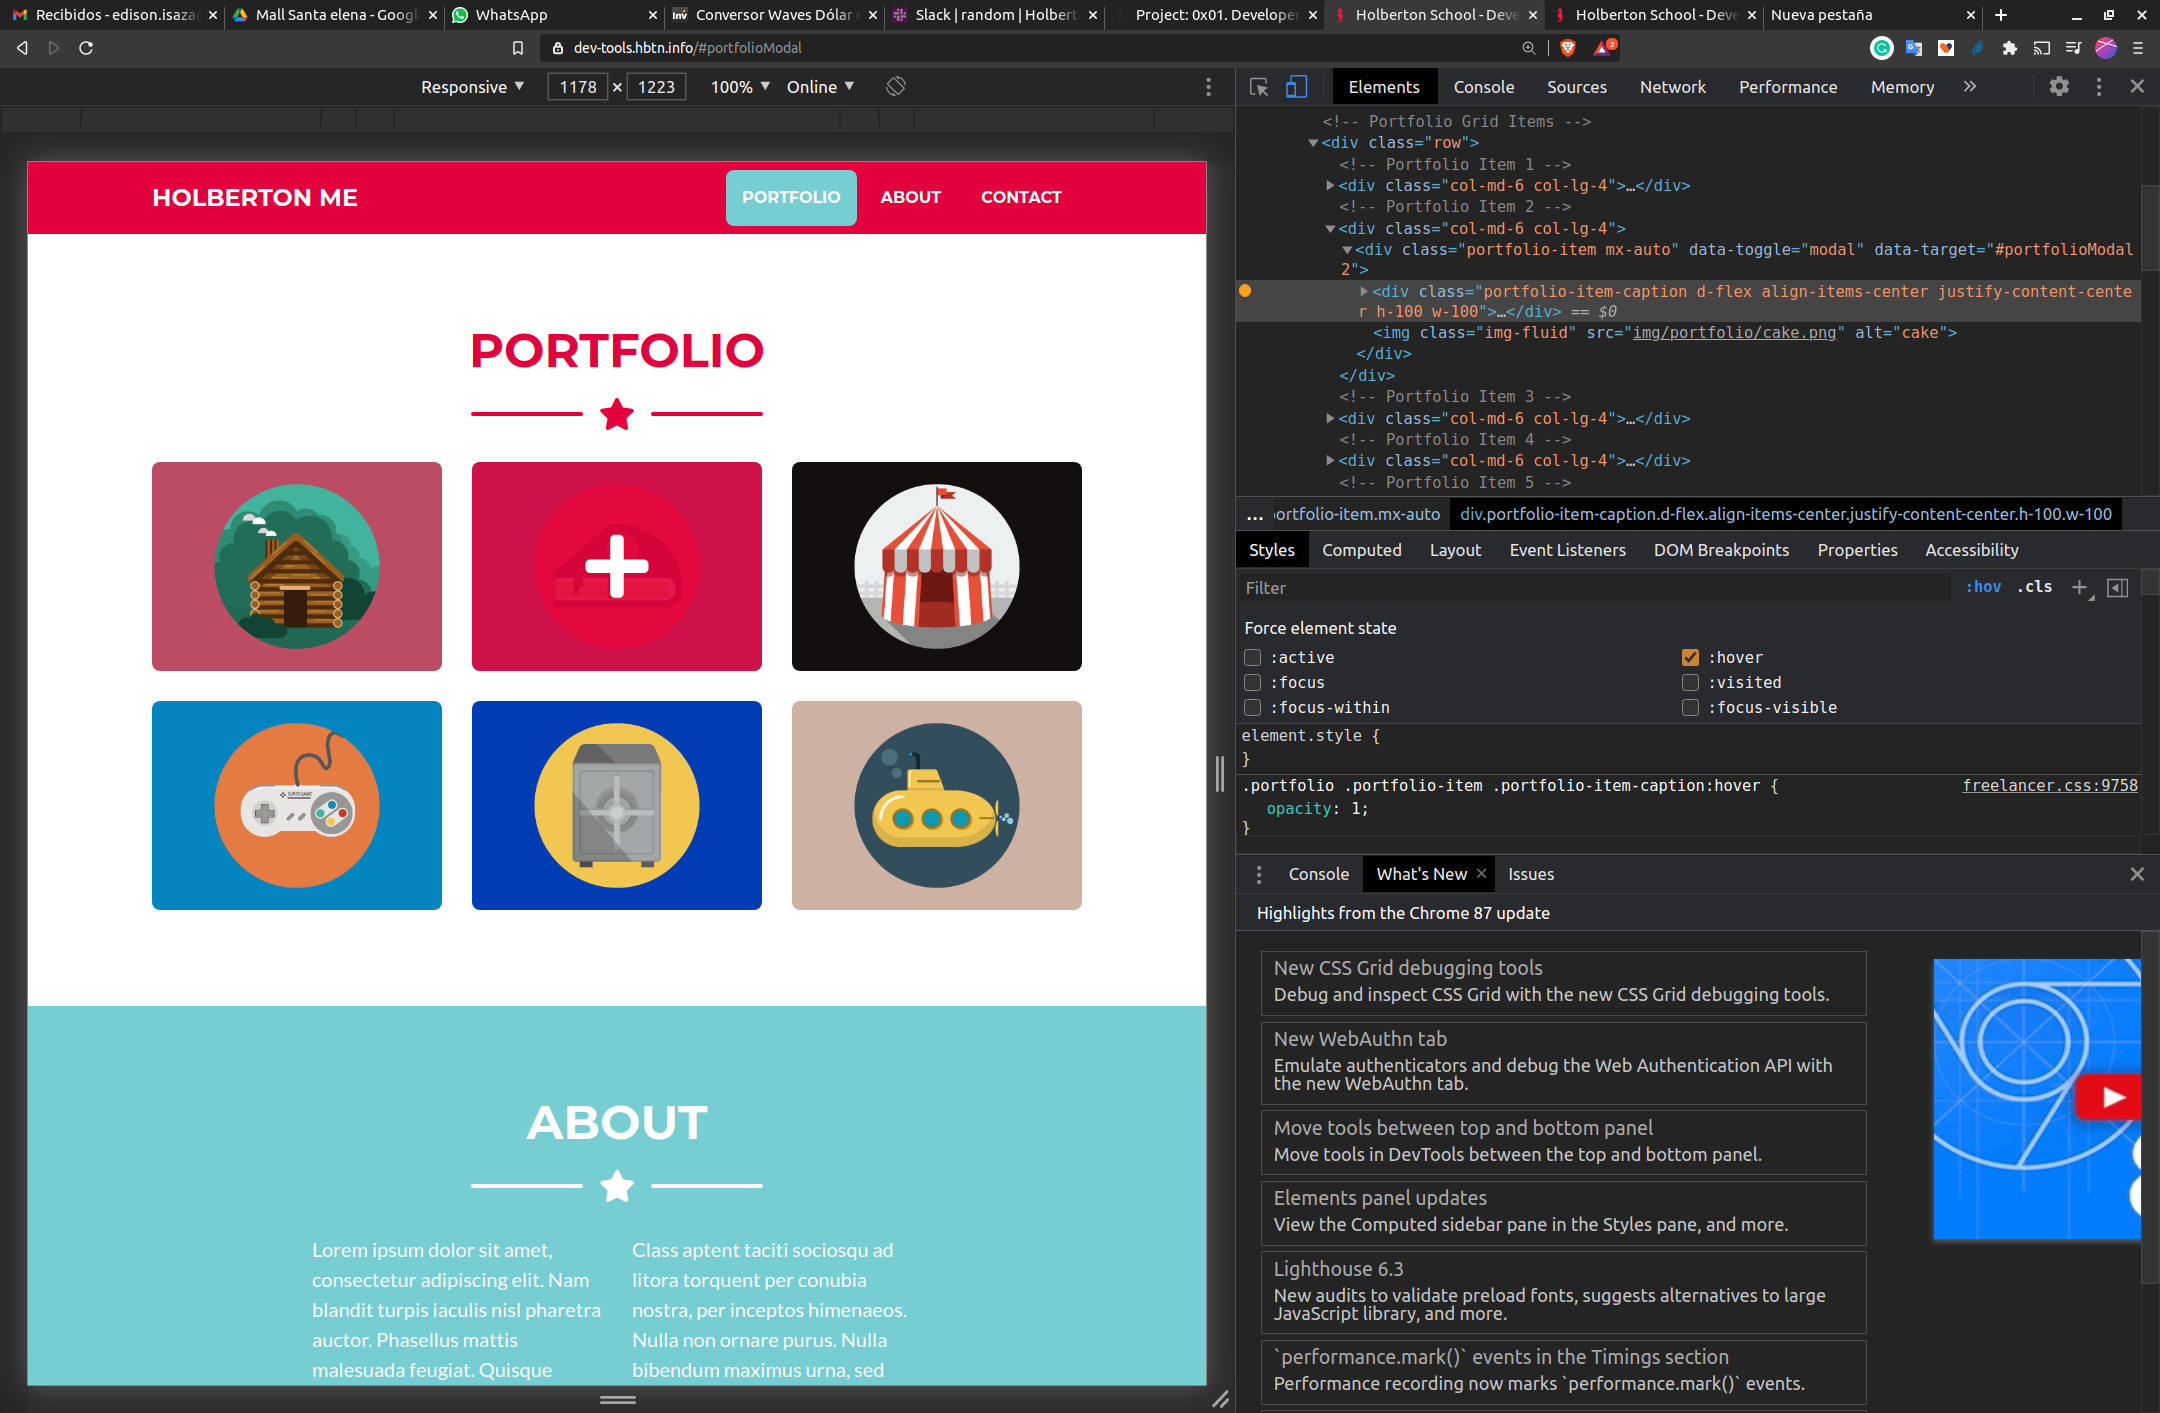 Recibidos - edison.isaza
Mall Santa elena - Googl
WhatsApp
Conversor Waves Dólar
Slack | random | Holbert
Project: 0x01. Developer
Holberton School - Deve
Holberton School - Deve
Nueva pestaña
dev-tools.hbtn.info/#portfolioModal
2
Responsive
1178 × 1223
100%
Online
HOLBERTON ME
PORTFOLIO
ABOUT
CONTACT
PORTFOLIO
SUPER GAME
ABOUT
Lorem ipsum dolor sit amet,
consectetur adipiscing elit. Nam
blandit turpis iaculis nisl pharetra
auctor. Phasellus mattis
malesuada feugiat. Quisque
Class aptent taciti sociosqu ad
litora torquent per conubia
nostra, per inceptos himenaeos.
Nulla non ornare purus. Nulla
bibendum maximus urna, sed
Elements Console Sources Network Performance Memory
<!-- Portfolio Grid Items -->
<div class="row">
<!-- Portfolio Item 1 -->
<div class="col-md-6 col-lg-4">…</div>
<!-- Portfolio Item 2 -->
<div class="col-md-6 col-lg-4">
<div class="portfolio-item mx-auto" data-toggle="modal" data-target="#portfolioModal
2">
<div class="portfolio-item-caption d-flex align-items-center justify-content-cente
r h-100 w-100">…</div> == $0
<img class="img-fluid" src="img/portfolio/cake.png" alt="cake">
</div>
</div>
<!-- Portfolio Item 3 -->
<div class="col-md-6 col-lg-4">…</div>
<!-- Portfolio Item 4 -->
<div class="col-md-6 col-lg-4">…</div>
<!-- Portfolio Item 5 -->
... ortfolio-item.mx-auto div.portfolio-item-caption.d-flex.align-items-center.justify-content-center.h-100.w-100 ...
Styles Computed Layout Event Listeners DOM Breakpoints Properties Accessibility
Filter
:hov .cls
Force element state
:active
:hover
:focus
:visited
:focus-within
:focus-visible
element.style {
}
.portfolio .portfolio-item .portfolio-item-caption:hover {
freelancer.css:9758
opacity: 1;
}
Console What's New Issues
Highlights from the Chrome 87 update
New CSS Grid debugging tools
Debug and inspect CSS Grid with the new CSS Grid debugging tools.
New WebAuthn tab
Emulate authenticators and debug the Web Authentication API with
the new WebAuthn tab.
Move tools between top and bottom panel
Move tools in DevTools between the top and bottom panel.
Elements panel updates
View the Computed sidebar pane in the Styles pane, and more.
Lighthouse 6.3
New audits to validate preload fonts, suggests alternatives to large
JavaScript library, and more.
`performance.mark()` events in the Timings section
Performance recording now marks `performance.mark()` events.